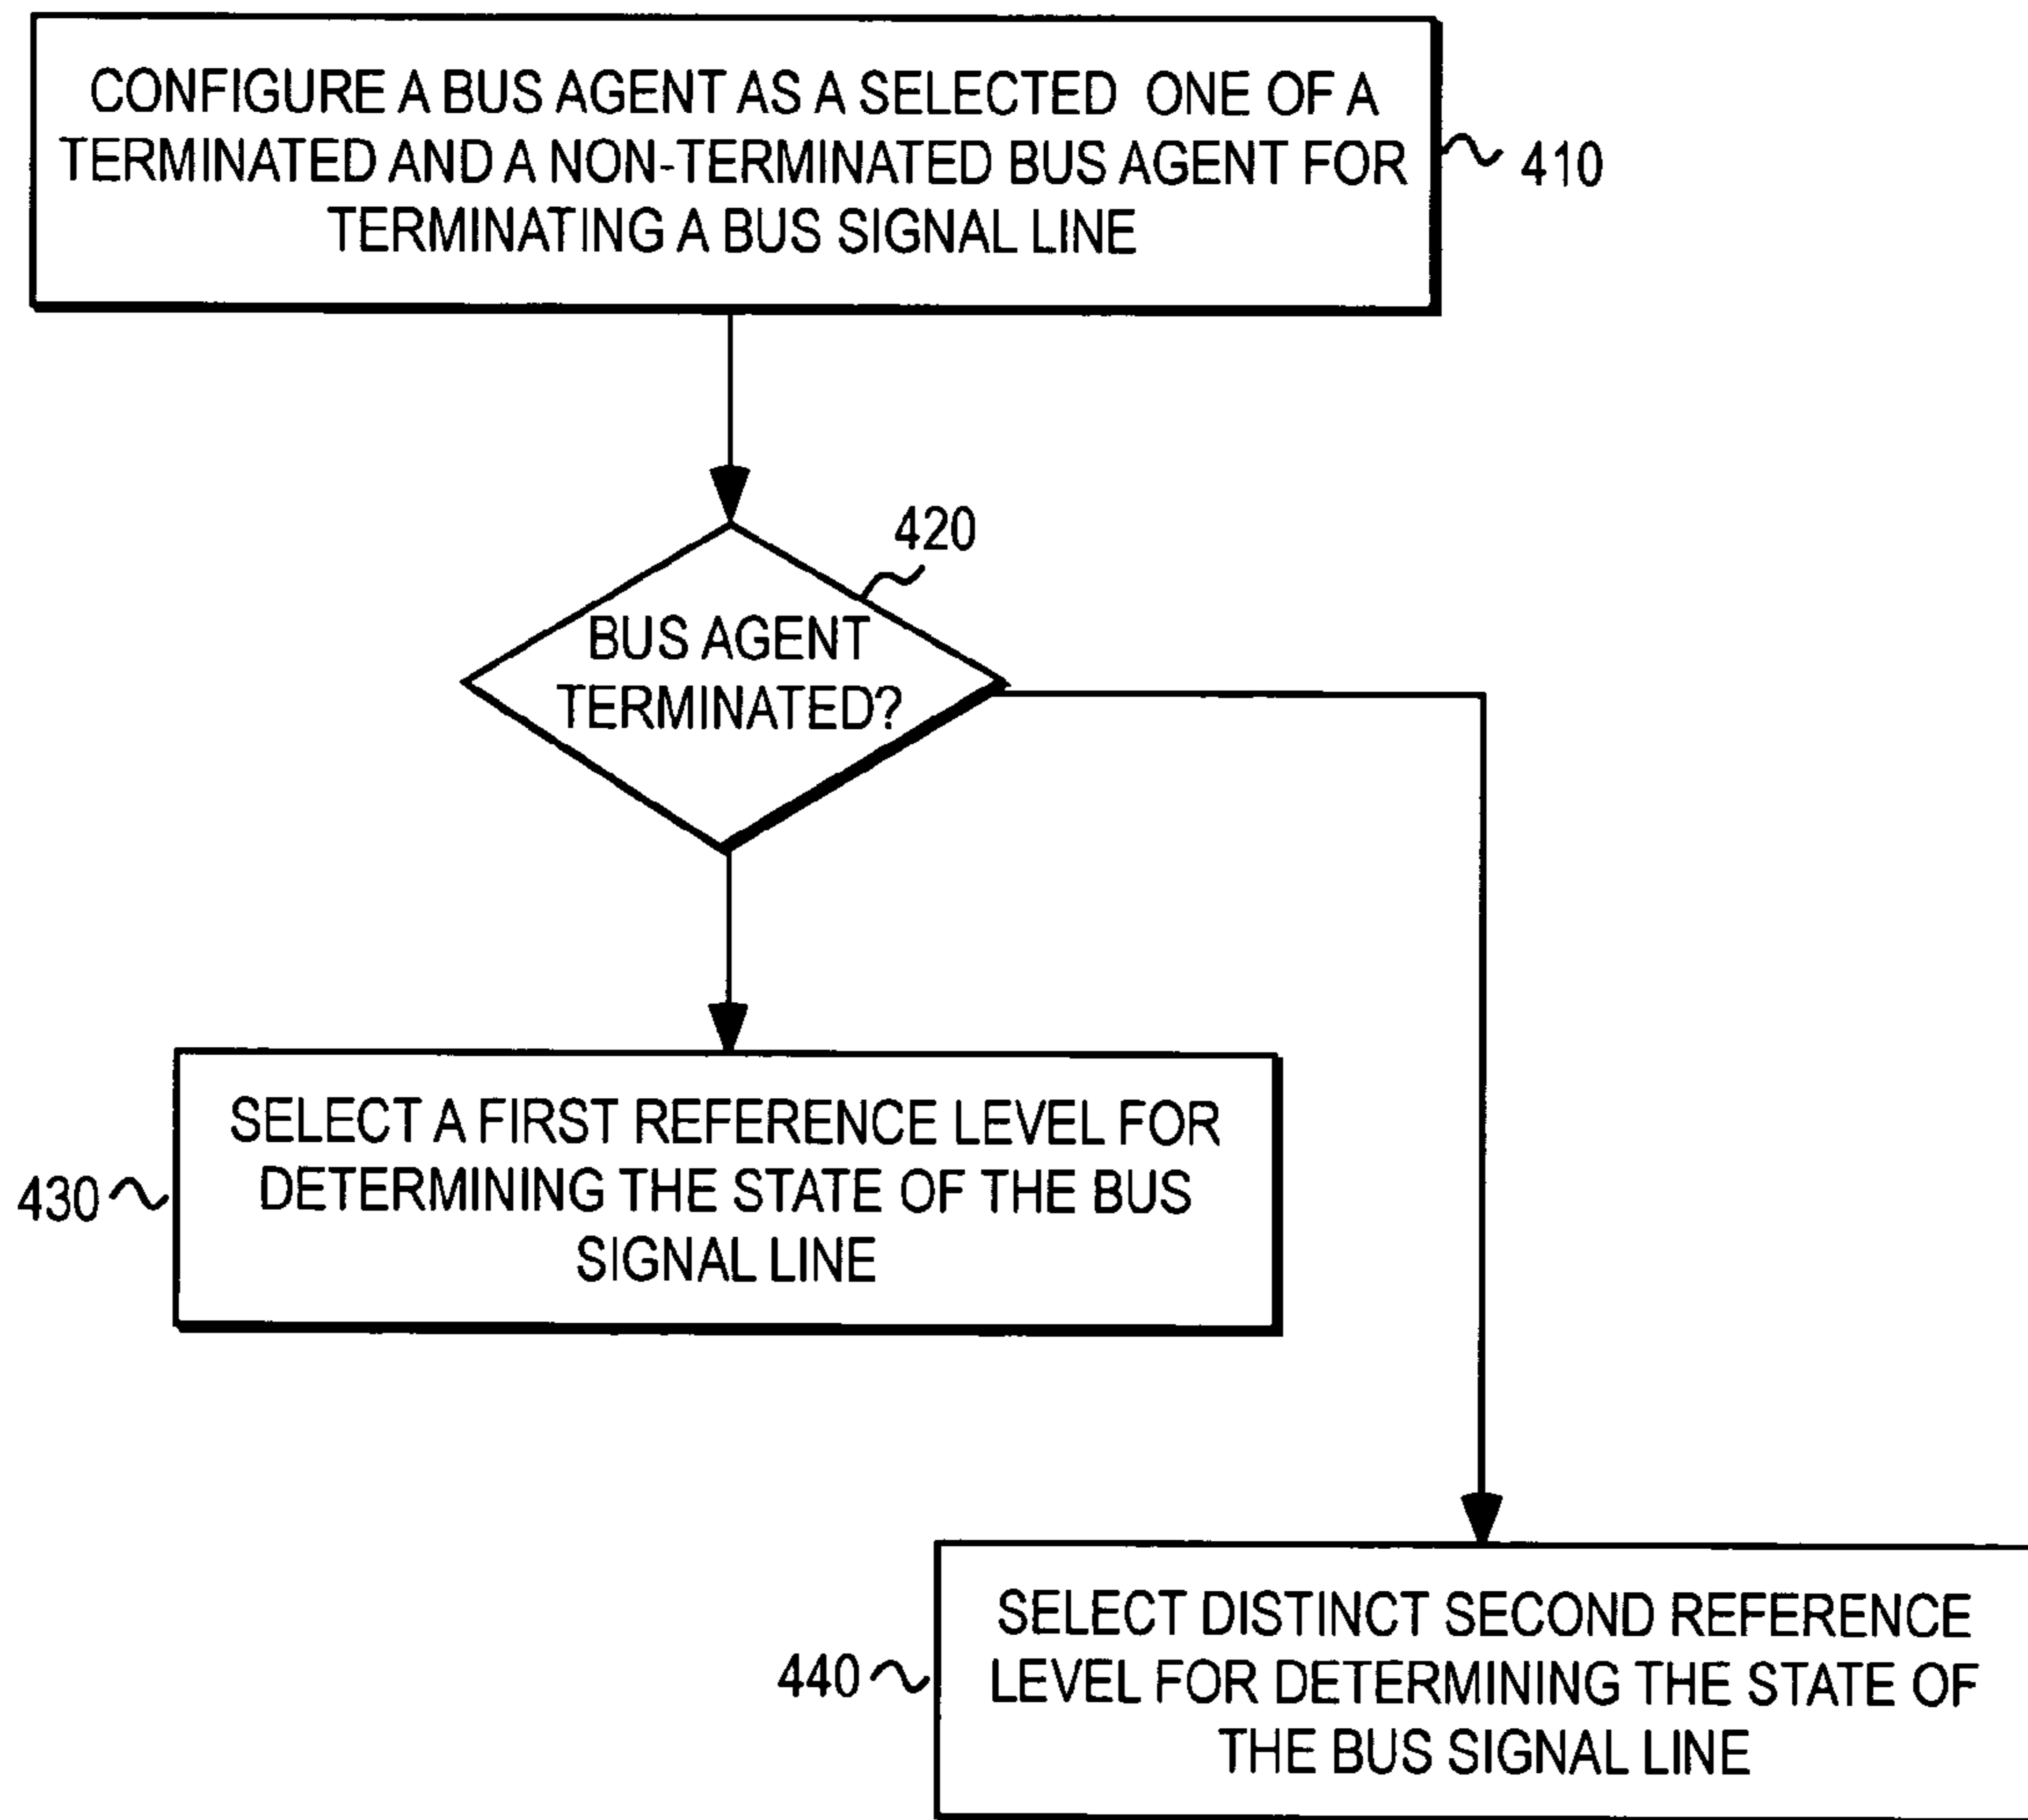 CONFIGURE A BUS AGENT AS A SELECTED ONE OF A
TERMINATED AND A NON-TERMINATED BUS AGENT FOR
TERMINATING A BUS SIGNAL LINE
410
420
BUS AGENT
TERMINATED?
SELECT A FIRST REFERENCE LEVEL FOR
DETERMINING THE STATE OF THE BUS
SIGNAL LINE
430
SELECT DISTINCT SECOND REFERENCE
LEVEL FOR DETERMINING THE STATE OF
THE BUS SIGNAL LINE
440